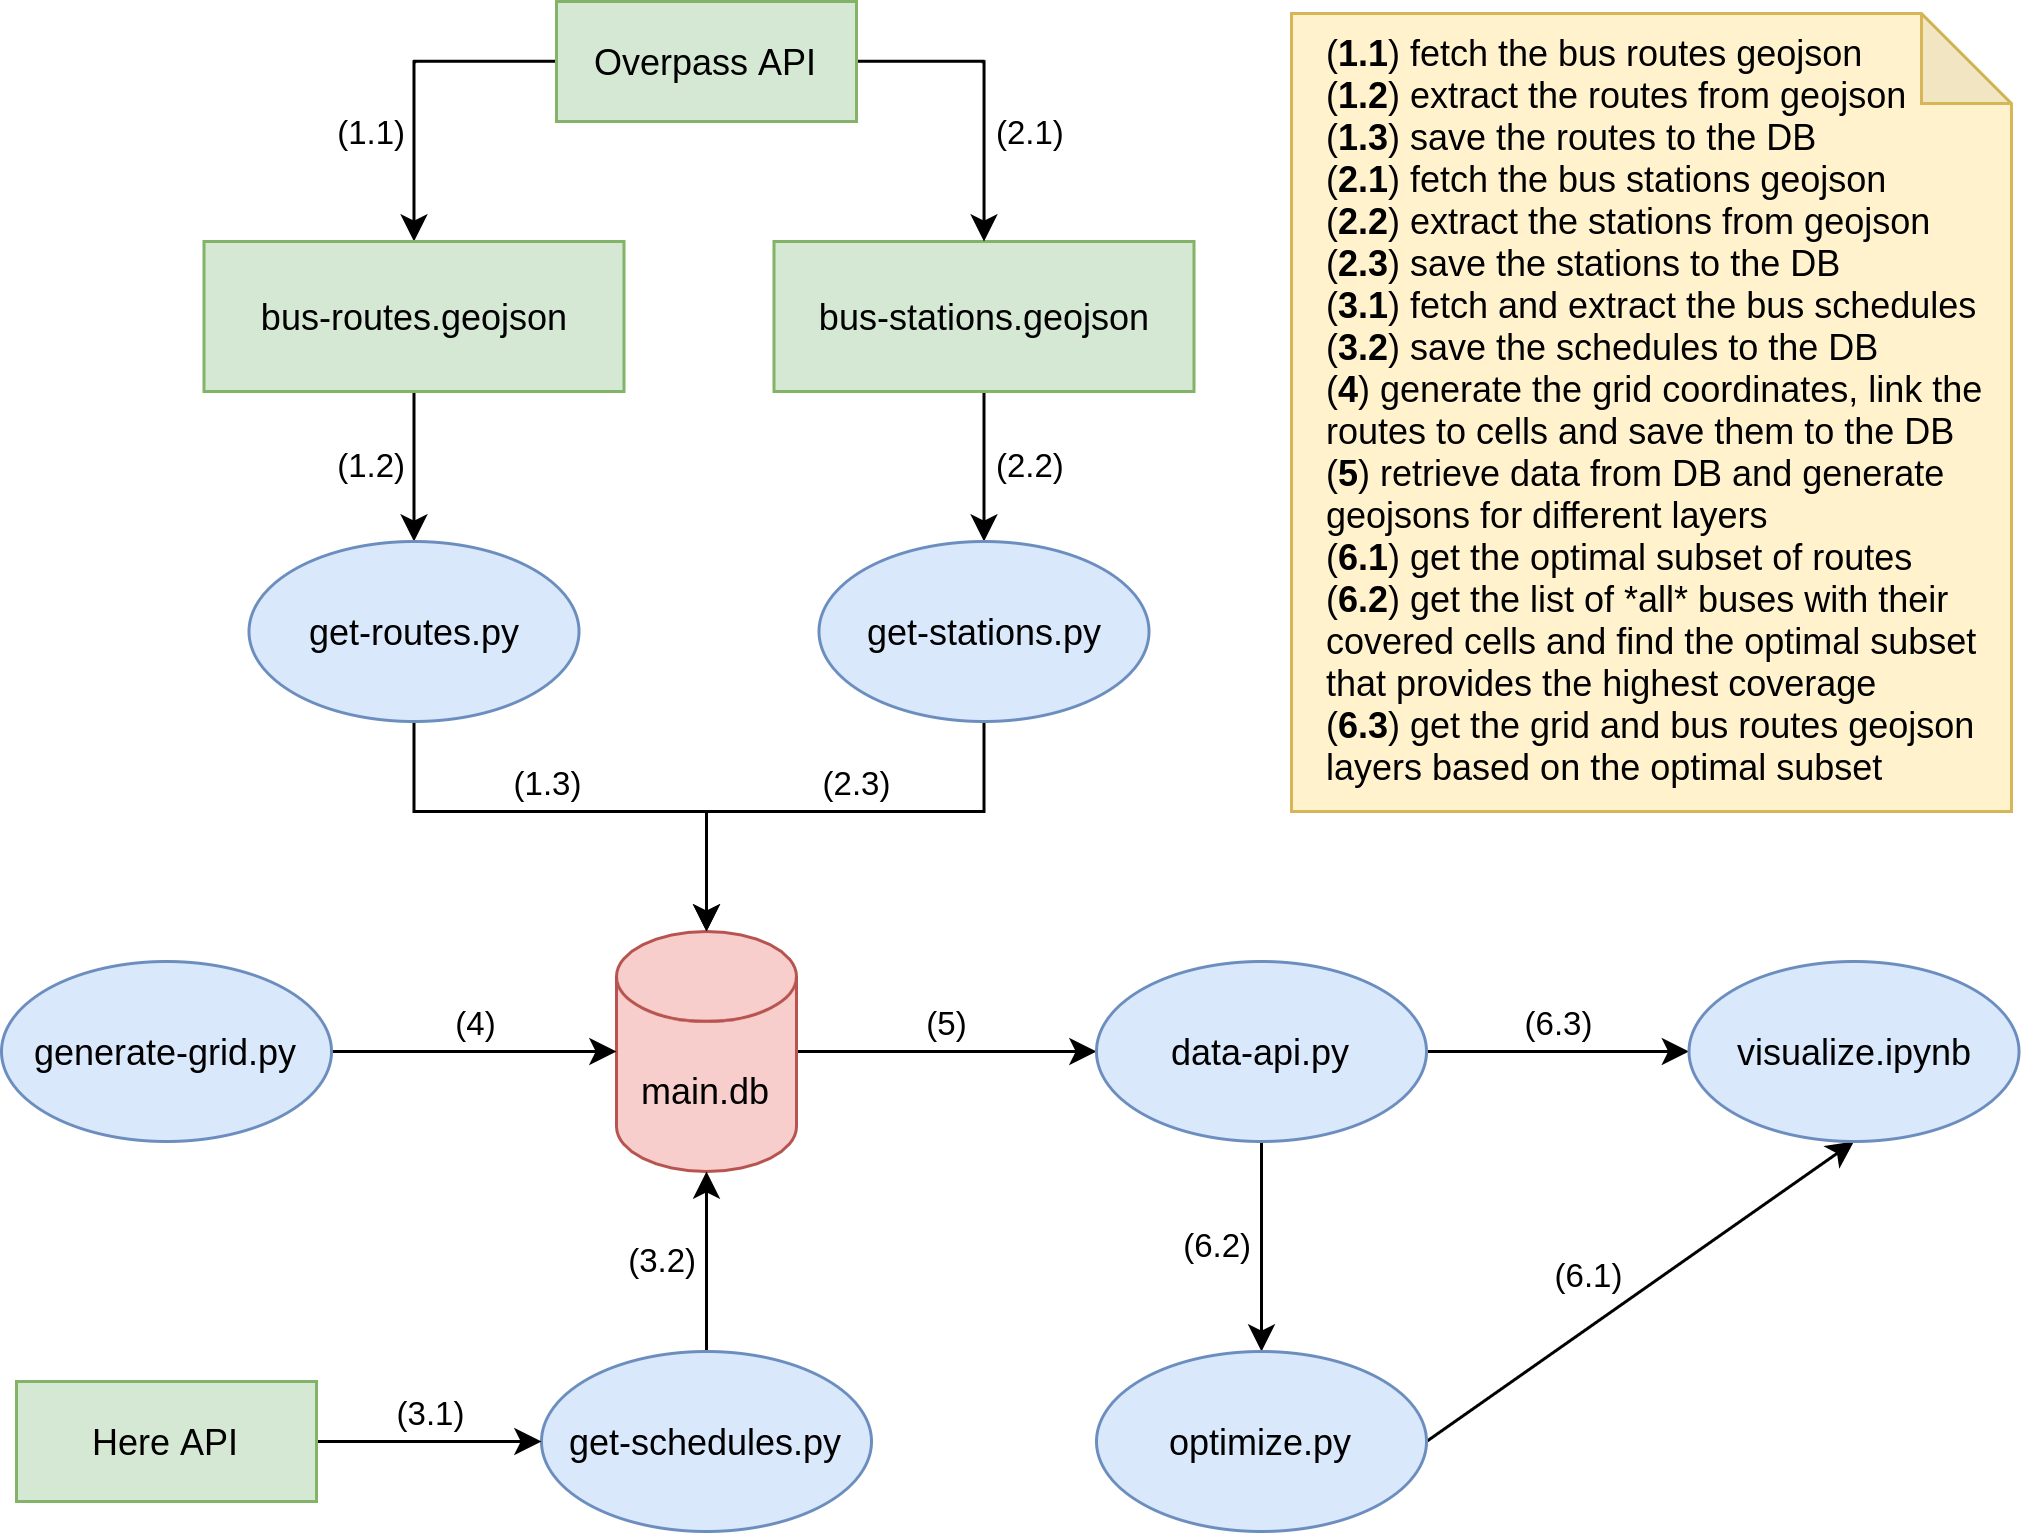 Overpass API
(1.1) fetch the bus routes geojson
(1.2) extract the routes from geojson
(1.3) save the routes to the DB
(2.1) fetch the bus stations geojson
(2.2) extract the stations from geojson
(2.3) save the stations to the DB
(3.1) fetch and extract the bus schedules
(3.2) save the schedules to the DB
(4) generate the grid coordinates, link the
routes to cells and save them to the DB
(5) retrieve data from DB and generate
geojsons for different layers
(6.1) get the optimal subset of routes
(6.2) get the list of *all* buses with their
covered cells and find the optimal subset
that provides the highest coverage
(6.3) get the grid and bus routes geojson
layers based on the optimal subset
(1.1)
(2.1)
bus-routes.geojson
bus-stations.geojson
(1.2)
(2.2)
get-routes.py
get-stations.py
(1.3)
(2.3)
generate-grid.py
(4)
main.db
(5)
data-api.py
(6.3)
visualize.ipynb
(3.2)
(6.2)
(6.1)
Here API
(3.1)
get-schedules.py
optimize.py